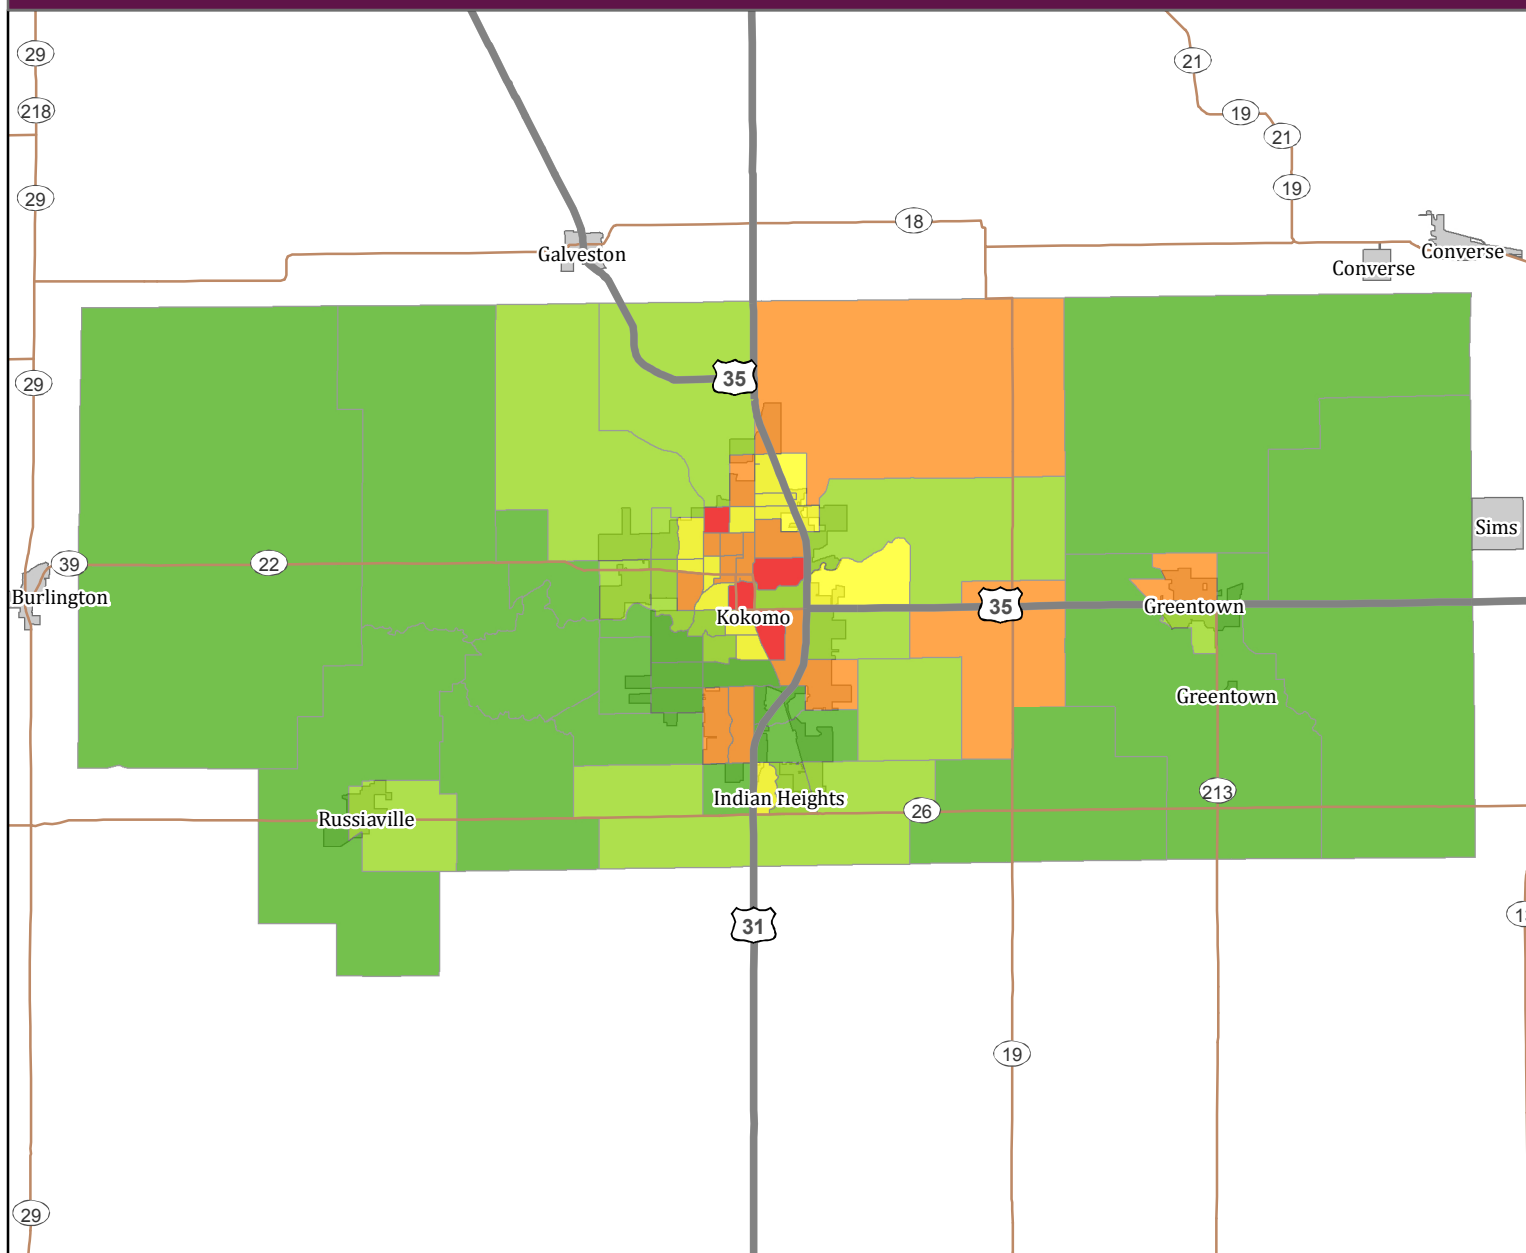 29
21
218
19
21
29
19
18
Galveston
Converse
Converse
35
29
Sims
39
22
Burlington
35
Greentown
Kokomo
Greentown
213
Indian Heights
26
Russiaville
31
19
29